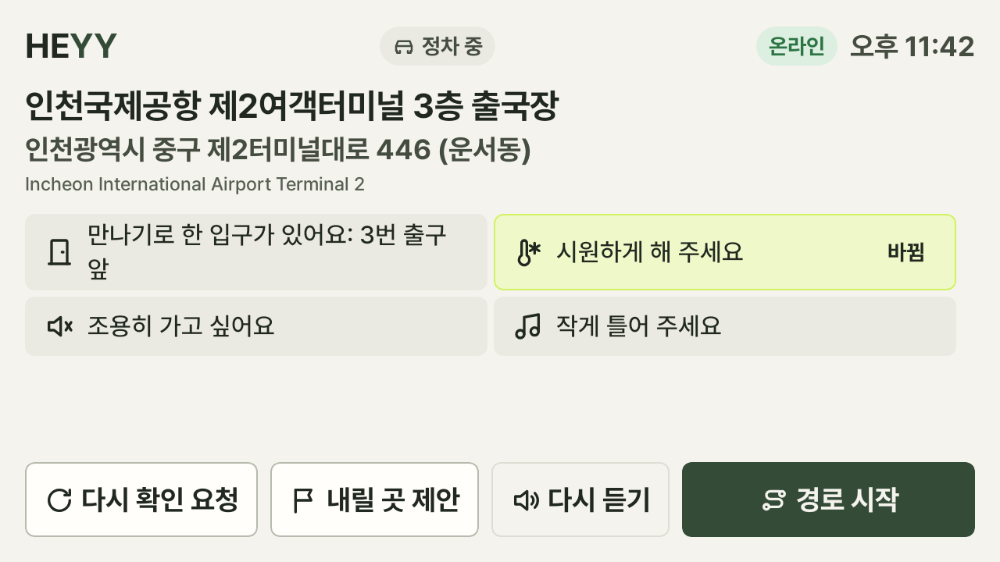 HEYY
정차 중
온라인
오후 11:42
인천국제공항 제2여객터미널 3층 출국장
인천광역시 중구 제2터미널대로 446 (운서동)
Incheon International Airport Terminal 2
만나기로 한 입구가 있어요: 3번 출구
앞
시원하게 해 주세요
바뀜
조용히 가고 싶어요
작게 틀어 주세요
다시 확인 요청
내릴 곳 제안
다시 듣기
경로 시작